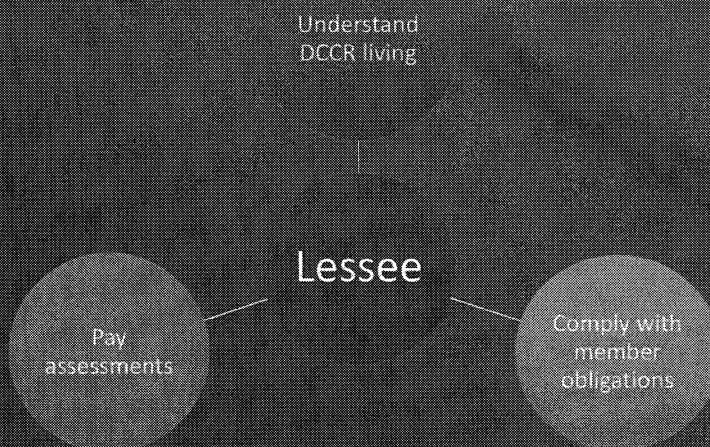 Understand
DCCR living
Lessee
Pay
assessments
Comply with
member
obligations